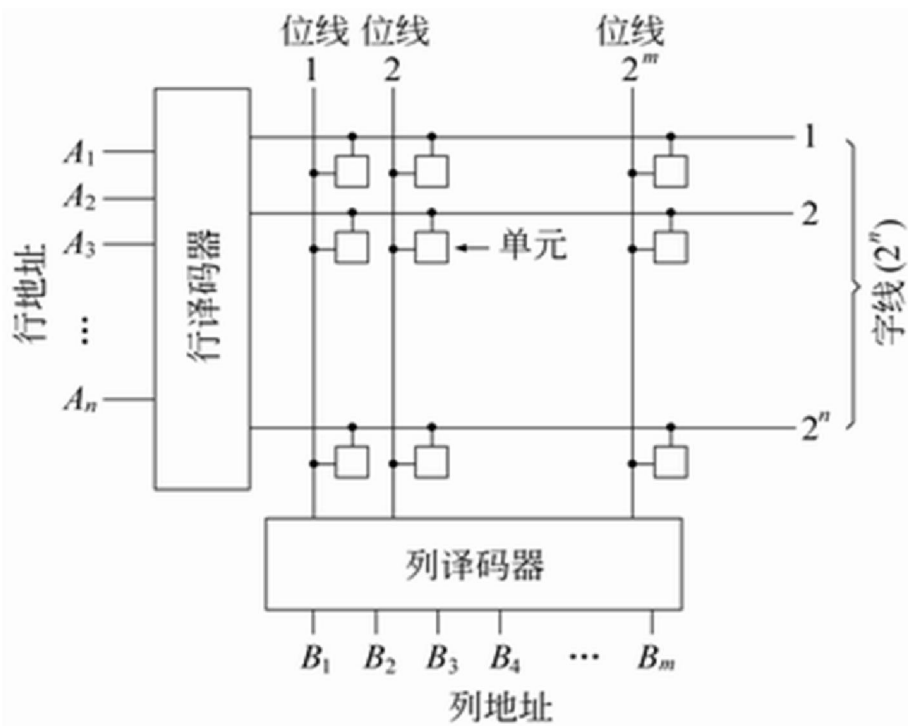 位线 位线 位线
1 2 2^m
A₁
A₂
A₃
…
Aₙ
行地址
行译码器
1
2
2^n
字线(2^n)
单元
列译码器
B₁ B₂ B₃ B₄ … Bₘ
列地址